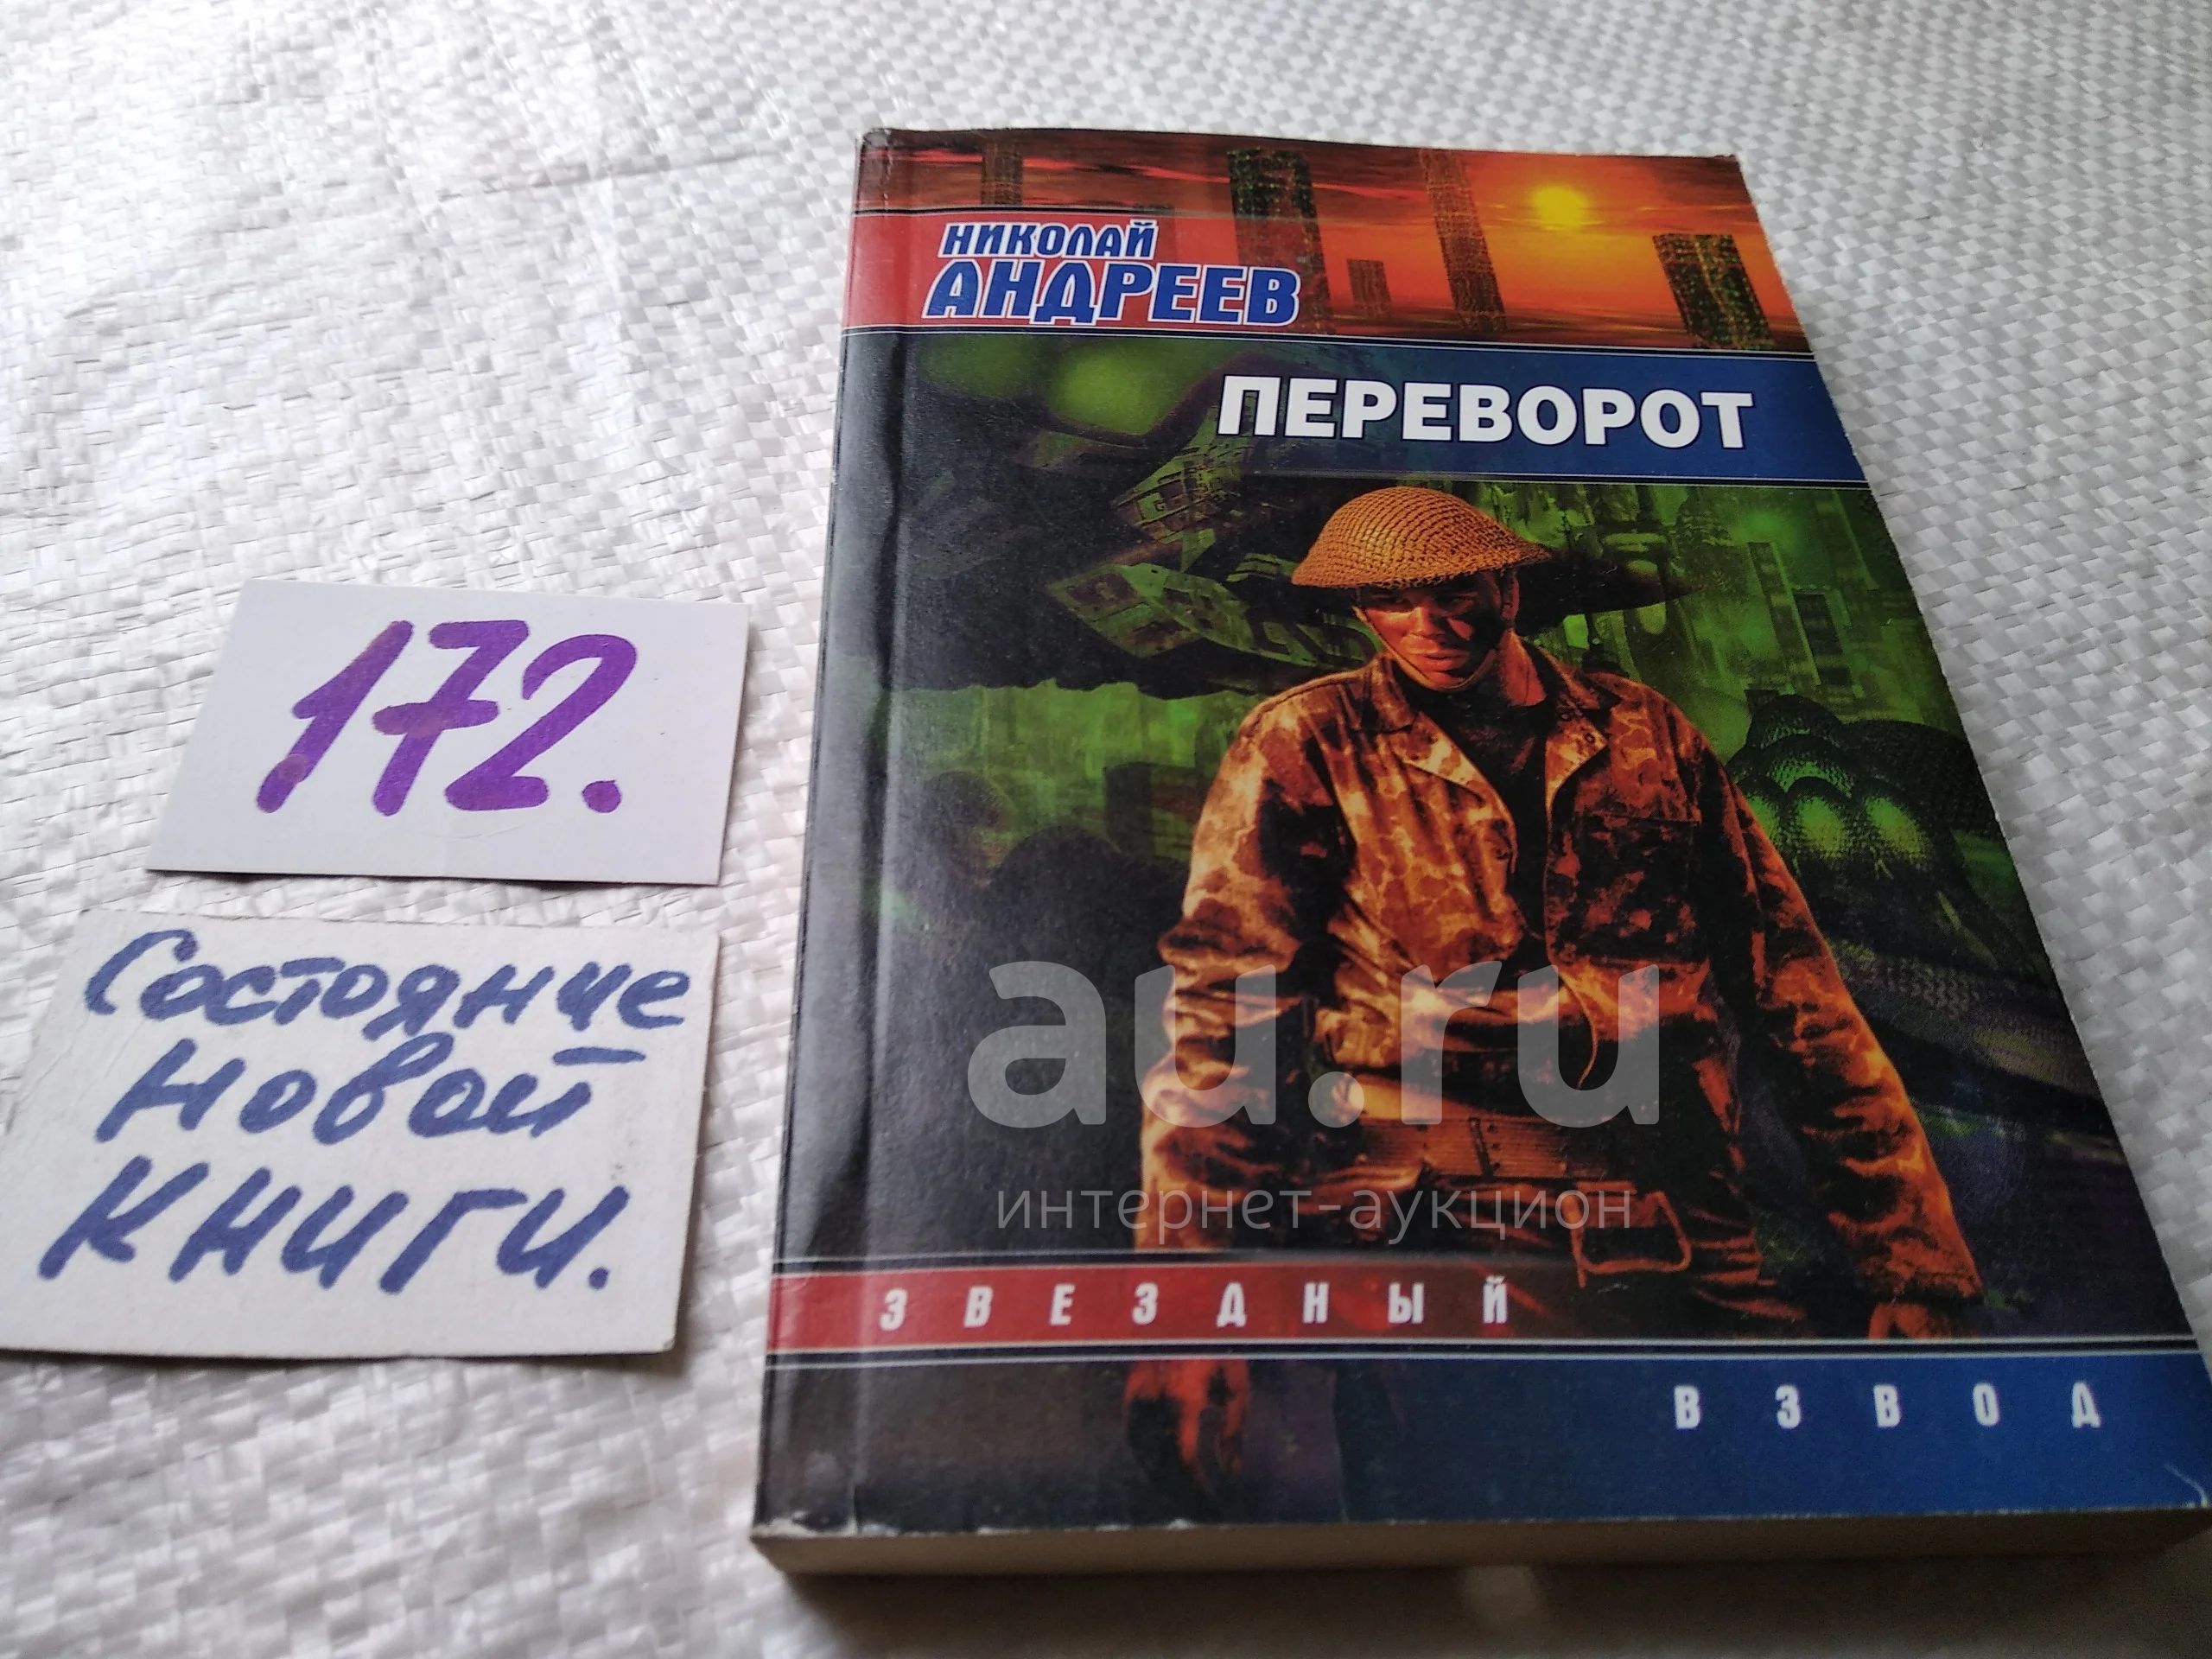 НИКОЛАЙ
АНДРЕЕВ
ПЕРЕВОРОТ
172.
Состояние
новой
книги.
au.ru
интернет-аукцион
ЗВЕЗДНЫЙ
ВЗВОД